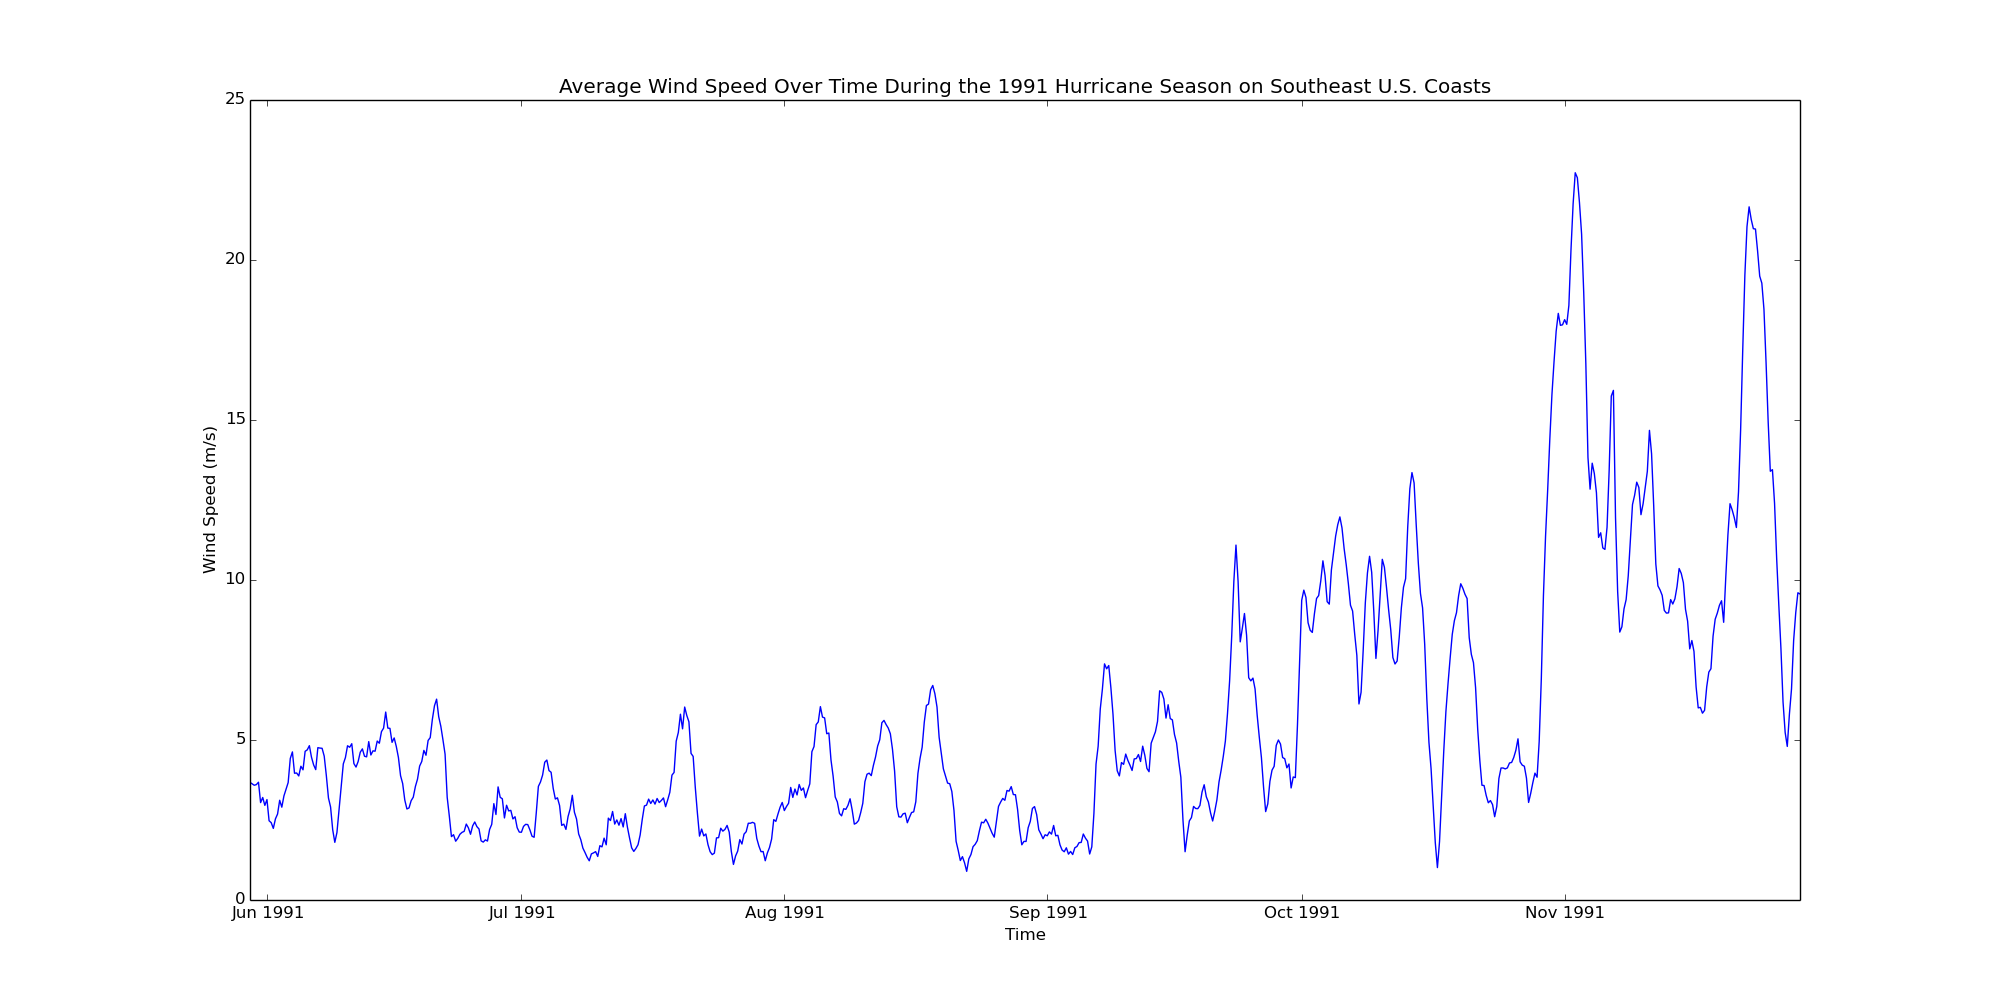 Average Wind Speed Over Time During the 1991 Hurricane Season on Southeast U.S. Coasts
25
20
15
10
5
0
Wind Speed (m/s)
Jun 1991 Jul 1991 Aug 1991 Sep 1991 Oct 1991 Nov 1991
Time